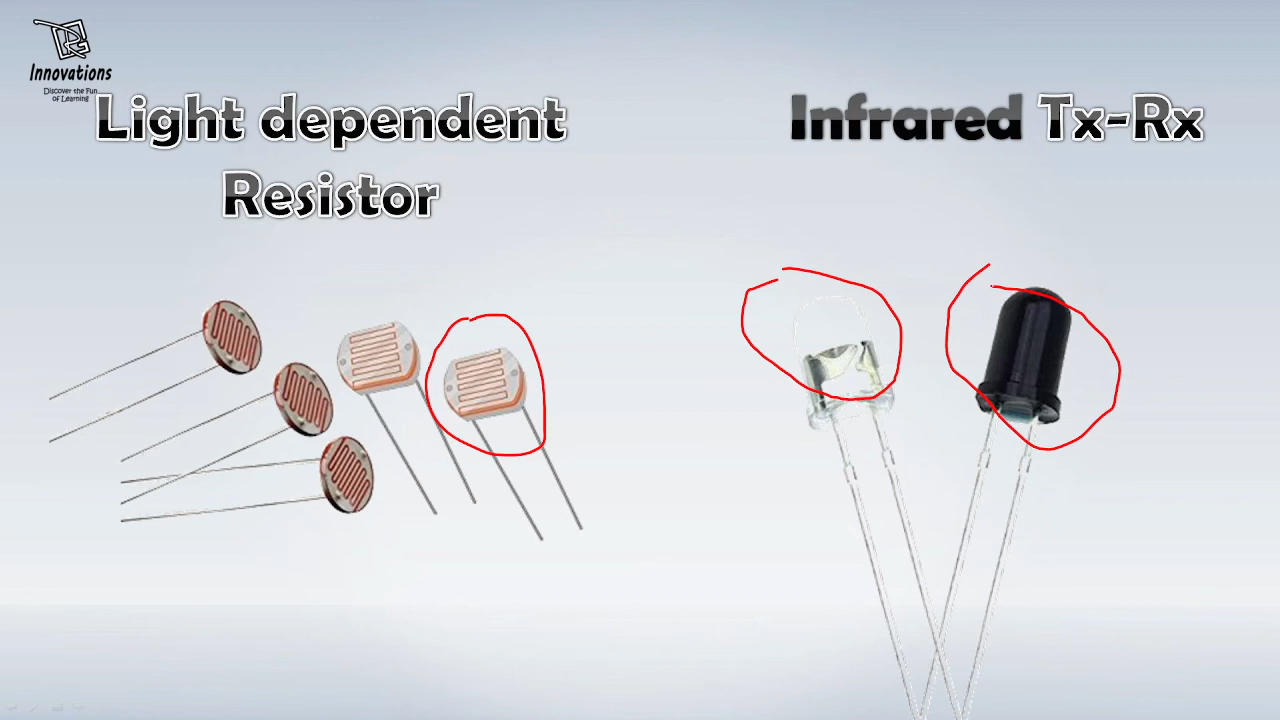 Innovations
Discover the Fun
of Learning
Light dependent
Resistor
Infrared Tx-Rx